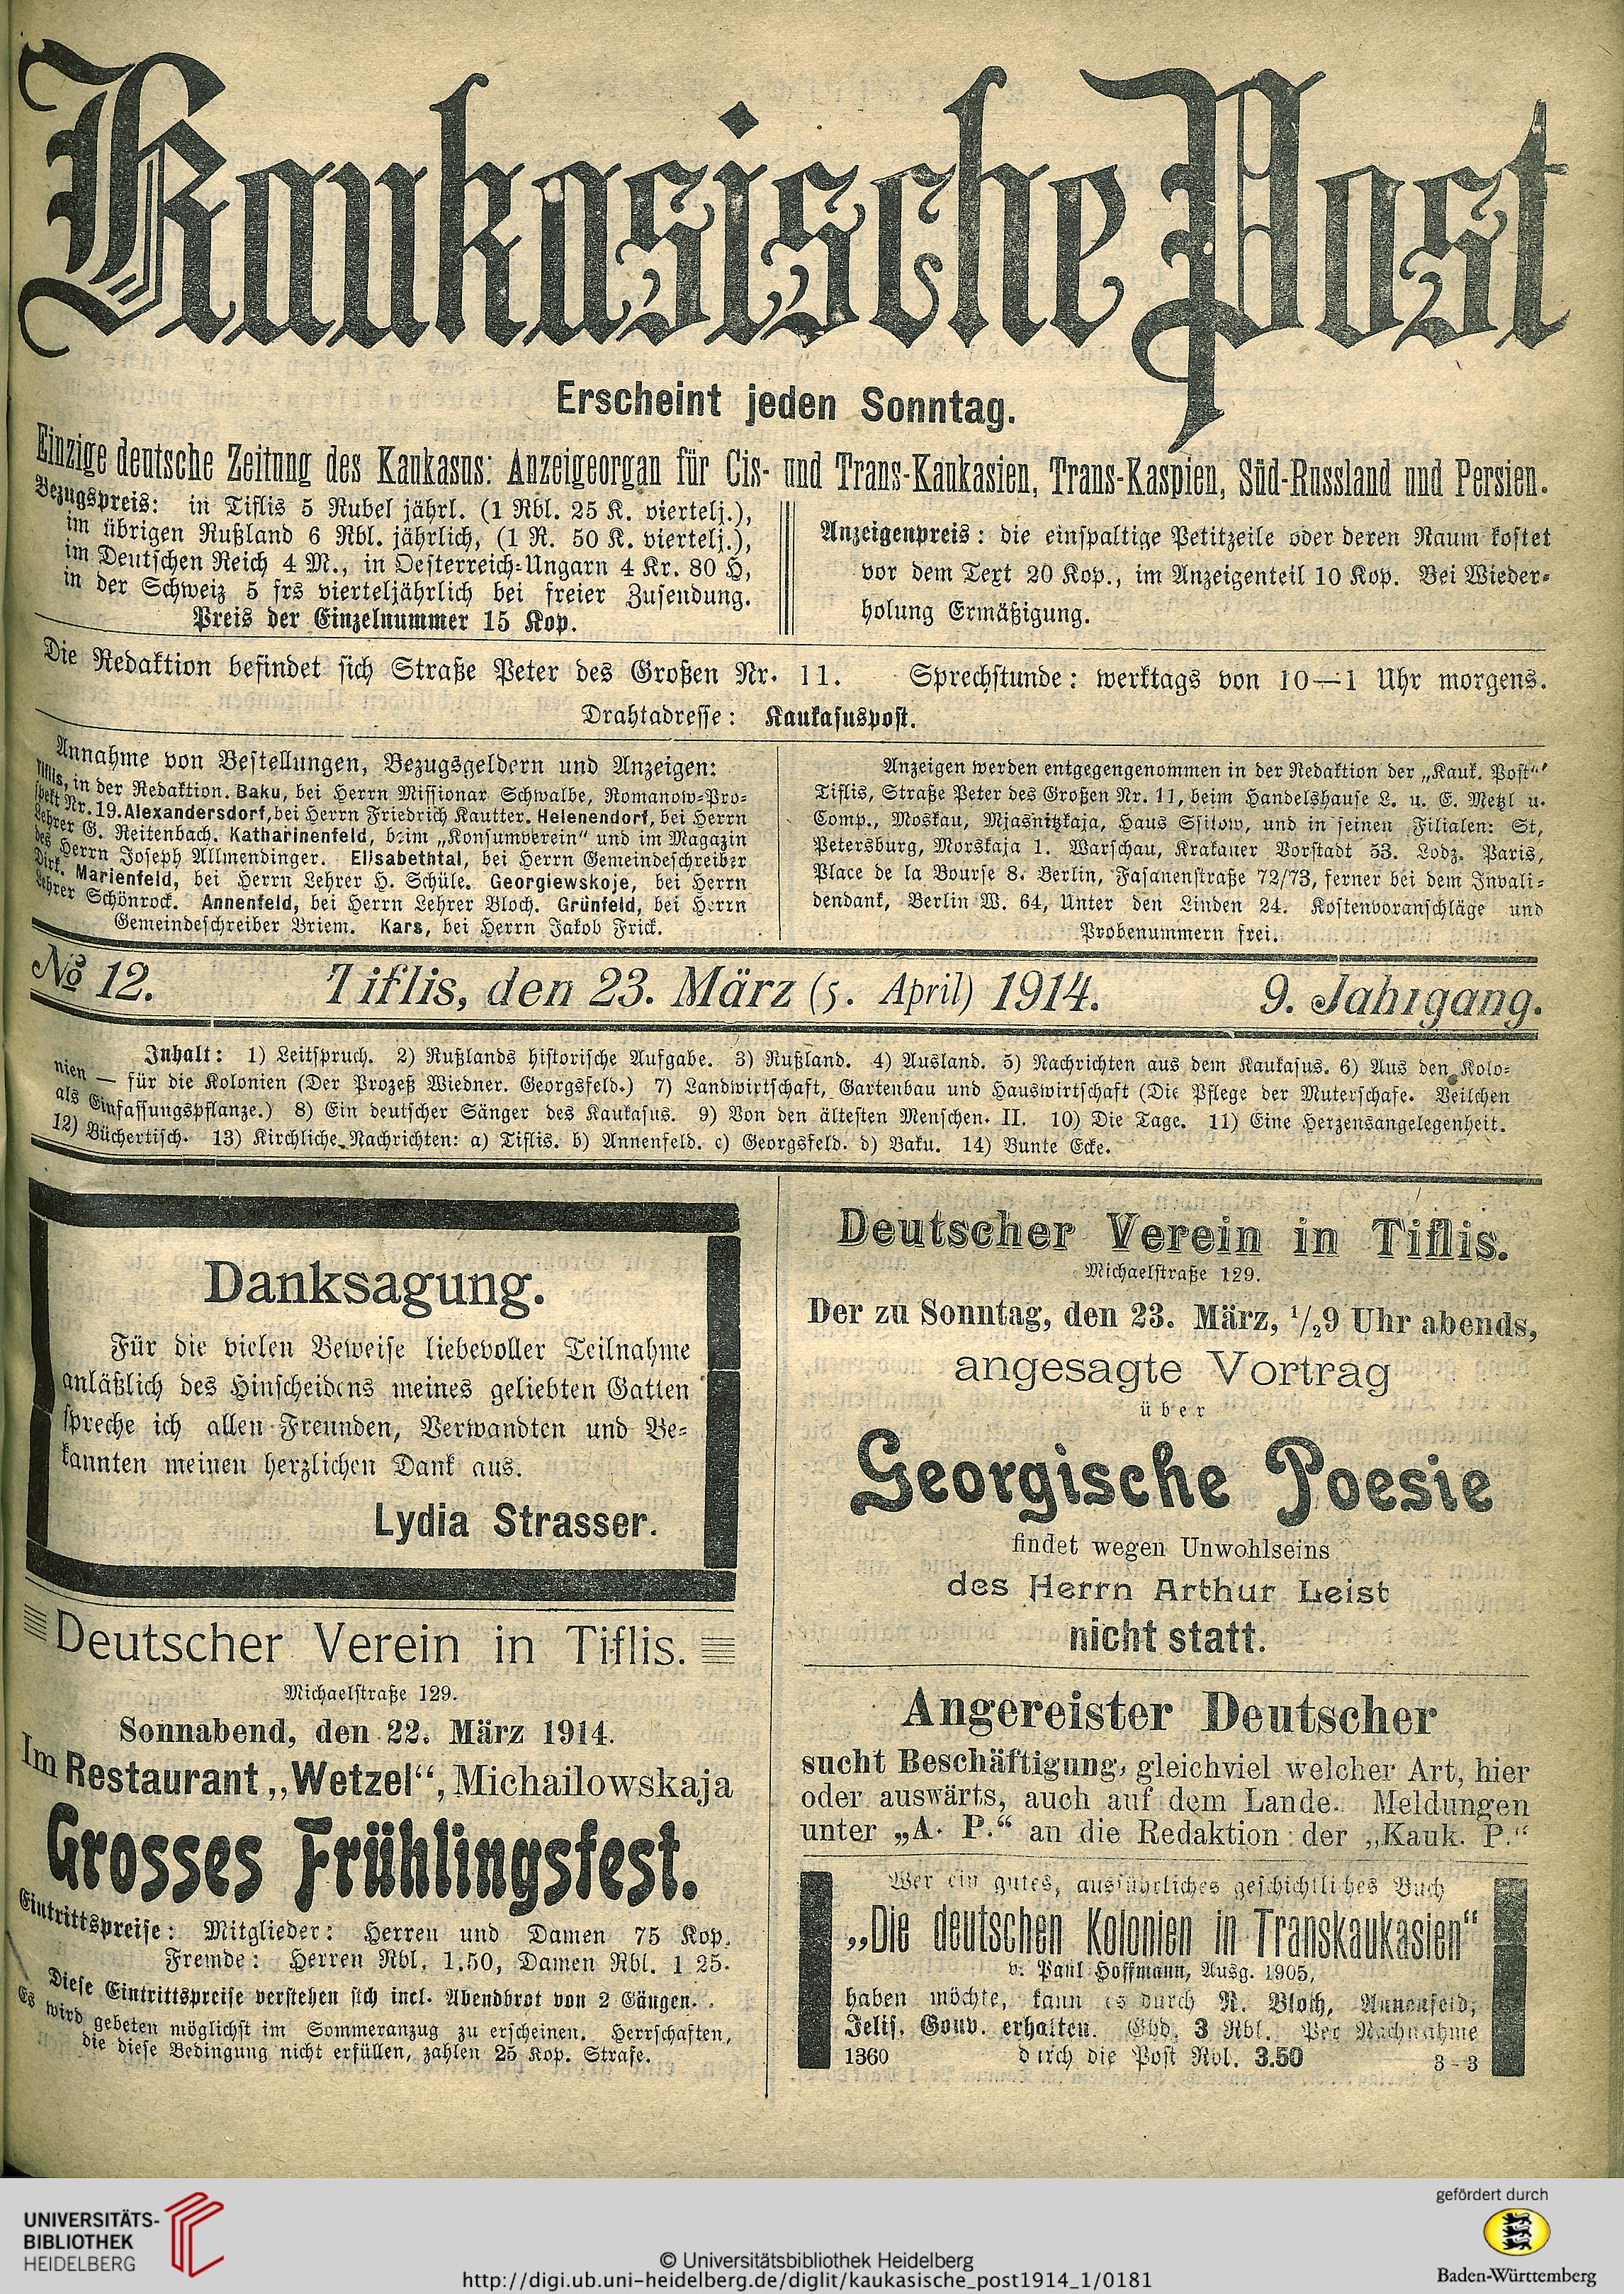 Kaukasische Post
Erscheint jeden Sonntag.
Einzige deutsche Zeitung des Kaukasus: Anzeigeorgan für Cis- und Trans-Kaukasien, Trans-Kaspien, Süd-Russland und Persien.
Bezugspreis: in Tiflis 5 Rubel jährl. (1 Rbl. 25 K. viertelj.),
im übrigen Rußland 6 Rbl. jährlich, (1 R. 50 K. viertelj.),
im Deutschen Reich 4 M., in Oesterreich-Ungarn 4 Kr. 80 H,
in der Schweiz 5 frs vierteljährlich bei freier Zusendung.
Preis der Einzelnummer 15 Kop.
Anzeigenpreis: die einspaltige Petitzeile oder deren Raum kostet
vor dem Text 20 Kop., im Anzeigenteil 10 Kop. Bei Wieder-
holung Ermäßigung.
Die Redaktion befindet sich Straße Peter des Großen Nr. 11. Sprechstunde: werktags von 10—1 Uhr morgens.
Drahtadresse: Kaukasuspost.
Annahme von Bestellungen, Bezugsgeldern und Anzeigen:
Tiflis, in der Redaktion. Baku, bei Herrn Missionar Schwalbe, Romanow-Pro-
spekt Nr. 19. Alexandersdorf, bei Herrn Friedrich Kautter. Helenendorf, bei Herrn
Lehrer G. Reitenbach. Katharinenfeld, beim „Konsumverein“ und im Magazin
des Herrn Joseph Allmendinger. Elisabethtal, bei Herrn Gemeindeschreiber
Dirk. Marienfeld, bei Herrn Lehrer H. Schüle. Georgiewskoje, bei Herrn
Lehrer Schönrock. Annenfeld, bei Herrn Lehrer Bloch. Grünfeld, bei Herrn
Gemeindeschreiber Briem. Kars, bei Herrn Jakob Frick.
Anzeigen werden entgegengenommen in der Redaktion der „Kauk. Post“
Tiflis, Straße Peter des Großen Nr. 11, beim Handelshause L. u. E. Metzl u.
Comp., Moskau, Mjasnitzkaja, Haus Ssitow, und in seinen Filialen: St.
Petersburg, Morskaja 1. Warschau, Krakauer Vorstadt 53. Lodz. Paris,
Place de la Bourse 8. Berlin, Fasanenstraße 72/73, ferner bei dem Invali-
dendank, Berlin W. 64, Unter den Linden 24. Kostenvoranschläge und
Probenummern frei.
№ 12. Tiflis, den 23. März (5. April) 1914. 9. Jahrgang.
Inhalt: 1) Leitspruch. 2) Rußlands historische Aufgabe. 3) Rußland. 4) Ausland. 5) Nachrichten aus dem Kaukasus. 6) Aus den Kolo-
nien — für die Kolonien (Der Prozeß Wiedner. Georgsfeld.) 7) Landwirtschaft, Gartenbau und Hauswirtschaft (Die Pflege der Muterschafe. Veilchen
als Einfassungspflanze.) 8) Ein deutscher Sänger des Kaukasus. 9) Von den ältesten Menschen. II. 10) Die Tage. 11) Eine Herzensangelegenheit.
12) Büchertisch. 13) Kirchliche Nachrichten: a) Tiflis. b) Annenfeld. c) Georgsfeld. d) Baku. 14) Bunte Ecke.
Danksagung.
Für die vielen Beweise liebevoller Teilnahme
anläßlich des Hinscheidens meines geliebten Gatten
spreche ich allen Freunden, Verwandten und Be-
kannten meinen herzlichen Dank aus.
Lydia Strasser.
Deutscher Verein in Tiflis.
Michaelstraße 129.
Sonnabend, den 22. März 1914.
Im Restaurant „Wetzel“, Michailowskaja
Grosses Frühlingsfest.
Eintrittspreise: Mitglieder: Herren und Damen 75 Kop.
Fremde: Herren Rbl. 1.50, Damen Rbl. 1 25.
Diese Eintrittspreise verstehen sich incl. Abendbrot von 2 Gängen.
Es wird gebeten möglichst im Sommeranzug zu erscheinen. Herrschaften,
die diese Bedingung nicht erfüllen, zahlen 25 Kop. Strafe.
Deutscher Verein in Tiflis.
Michaelstraße 129.
Der zu Sonntag, den 23. März, ½9 Uhr abends,
angesagte Vortrag
über
Georgische Poesie
findet wegen Unwohlseins
des Herrn Arthur Leist
nicht statt.
Angereister Deutscher
sucht Beschäftigung, gleichviel welcher Art, hier
oder auswärts, auch auf dem Lande. Meldungen
unter „A. P.“ an die Redaktion der „Kauk. P.“
Wer ein gutes, ausführliches geschichtliches Buch
„Die deutschen Kolonien in Transkaukasien“
v. Paul Hoffmann, Ausg. 1905,
haben möchte, kann es durch R. Bloch, Annenfeld,
Jelis. Gouv. erhalten. Gbd. 3 Rbl. Per Nachnahme
1360 durch die Post Rbl. 3.50 3-3
UNIVERSITÄTS-
BIBLIOTHEK
HEIDELBERG
© Universitätsbibliothek Heidelberg
http://digi.ub.uni-heidelberg.de/diglit/kaukasische_post1914_1/0181
gefördert durch
Baden-Württemberg